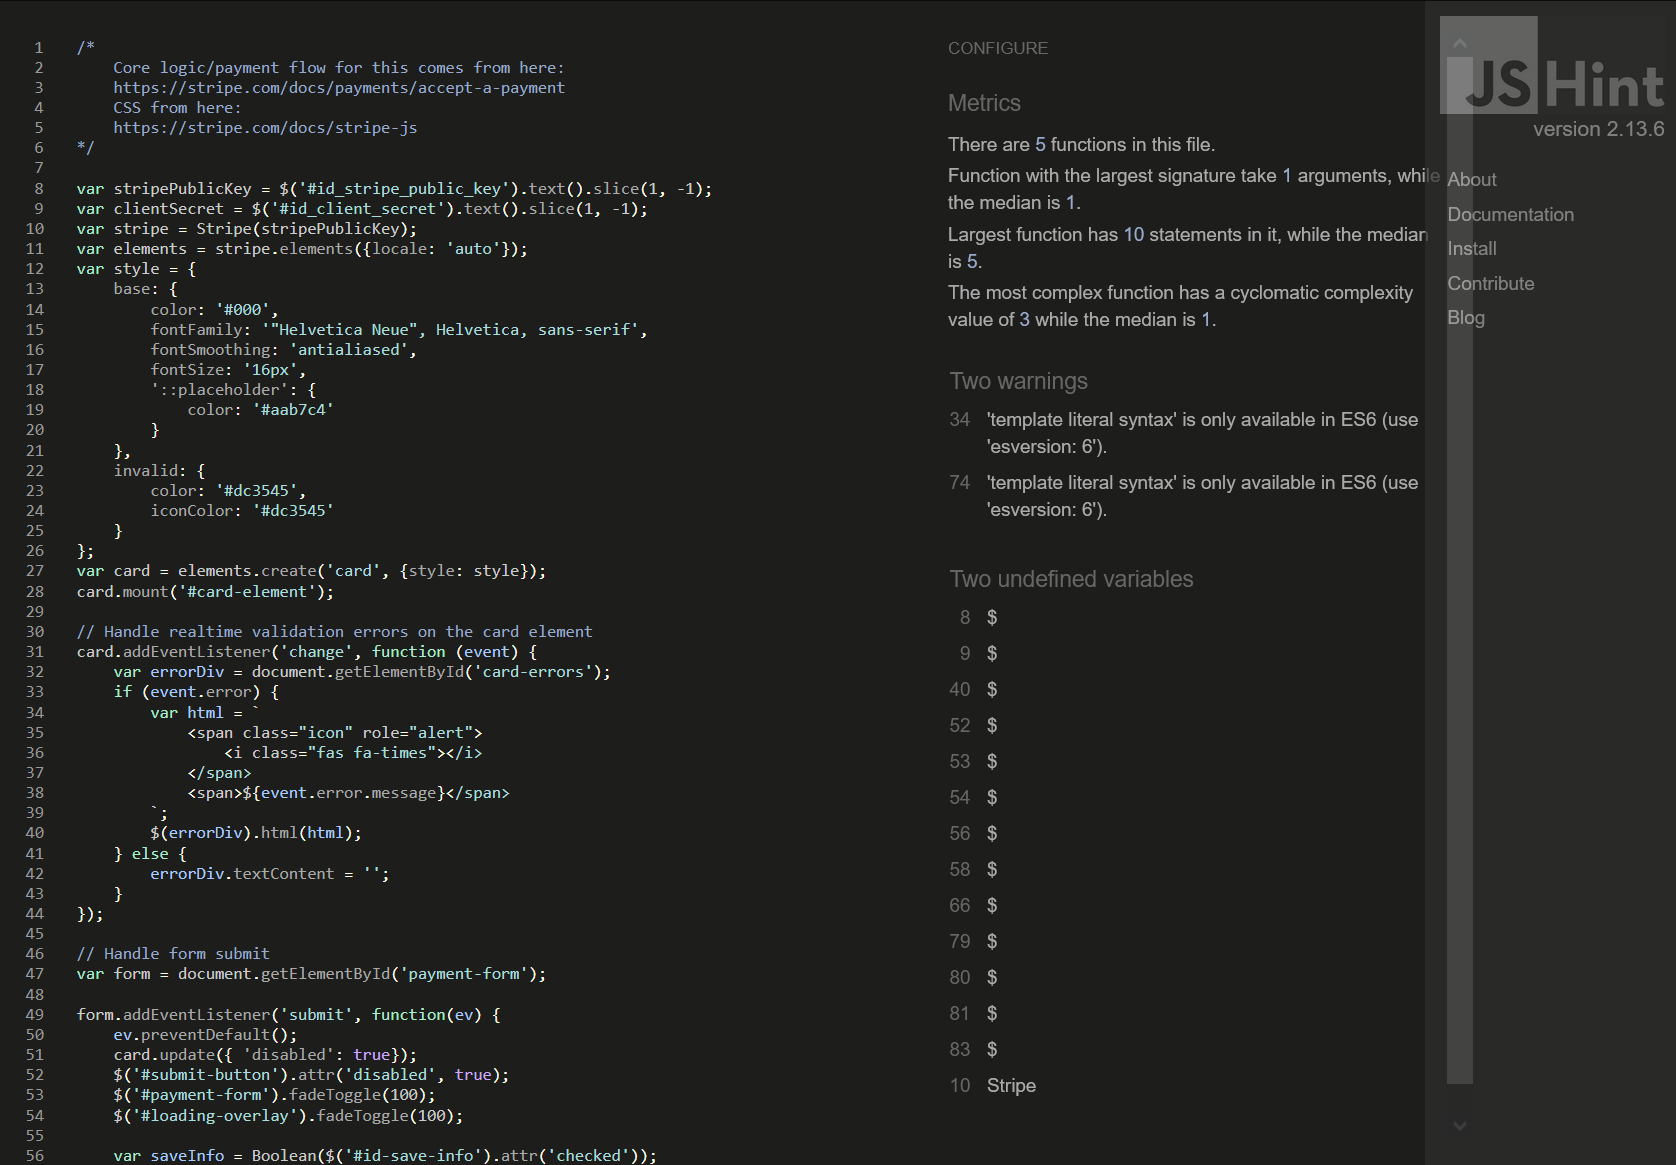 1 /*
2 Core logic/payment flow for this comes from here:
3 https://stripe.com/docs/payments/accept-a-payment
4 CSS from here:
5 https://stripe.com/docs/stripe-js
6 */
7
8 var stripePublicKey = $('#id_stripe_public_key').text().slice(1, -1);
9 var clientSecret = $('#id_client_secret').text().slice(1, -1);
10 var stripe = Stripe(stripePublicKey);
11 var elements = stripe.elements({locale: 'auto'});
12 var style = {
13 base: {
14 color: '#000',
15 fontFamily: '"Helvetica Neue", Helvetica, sans-serif',
16 fontSmoothing: 'antialiased',
17 fontSize: '16px',
18 '::placeholder': {
19 color: '#aab7c4'
20 }
21 },
22 invalid: {
23 color: '#dc3545',
24 iconColor: '#dc3545'
25 }
26 };
27 var card = elements.create('card', {style: style});
28 card.mount('#card-element');
29
30 // Handle realtime validation errors on the card element
31 card.addEventListener('change', function (event) {
32 var errorDiv = document.getElementById('card-errors');
33 if (event.error) {
34 var html = `
35 <span class="icon" role="alert">
36 <i class="fas fa-times"></i>
37 </span>
38 <span>${event.error.message}</span>
39 `;
40 $(errorDiv).html(html);
41 } else {
42 errorDiv.textContent = '';
43 }
44 });
45
46 // Handle form submit
47 var form = document.getElementById('payment-form');
48
49 form.addEventListener('submit', function(ev) {
50 ev.preventDefault();
51 card.update({ 'disabled': true});
52 $('#submit-button').attr('disabled', true);
53 $('#payment-form').fadeToggle(100);
54 $('#loading-overlay').fadeToggle(100);
55
56 var saveInfo = Boolean($('#id-save-info').attr('checked'));
CONFIGURE
Metrics
There are 5 functions in this file.
Function with the largest signature take 1 arguments, while
the median is 1.
Largest function has 10 statements in it, while the median
is 5.
The most complex function has a cyclomatic complexity
value of 3 while the median is 1.
Two warnings
34 'template literal syntax' is only available in ES6 (use
'esversion: 6').
74 'template literal syntax' is only available in ES6 (use
'esversion: 6').
Two undefined variables
8 $
9 $
40 $
52 $
53 $
54 $
56 $
58 $
66 $
79 $
80 $
81 $
83 $
10 Stripe
JSHint
version 2.13.6
About
Documentation
Install
Contribute
Blog